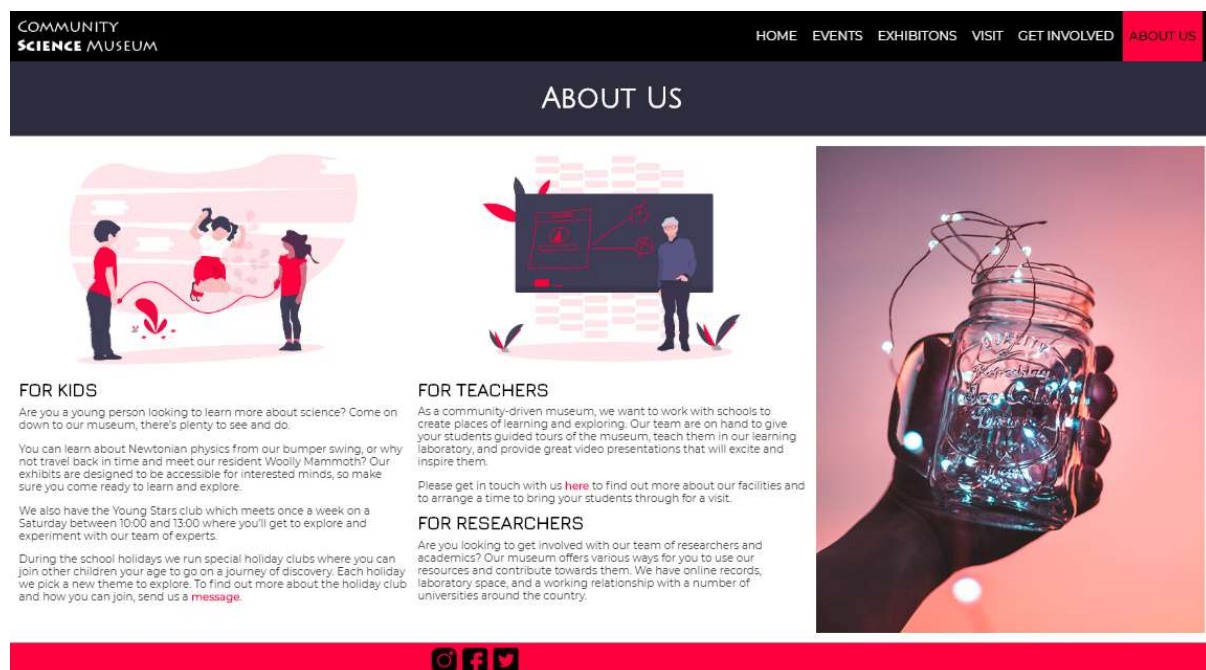 COMMUNITY
SCIENCE MUSEUM
HOME EVENTS EXHIBITONS VISIT GET INVOLVED ABOUT US
ABOUT US
FOR KIDS
Are you a young person looking to learn more about science? Come on
down to our museum, there's plenty to see and do.
You can learn about Newtonian physics from our bumper swing, or why
not travel back in time and meet our resident Woolly Mammoth? Our
exhibits are designed to be accessible for interested minds, so make
sure you come ready to learn and explore.
We also have the Young Stars club which meets once a week on a
Saturday between 10:00 and 13:00 where you'll get to explore and
experiment with our team of experts.
During the school holidays we run special holiday clubs where you can
join other children your age to go on a journey of discovery. Each holiday
we pick a new theme to explore. To find out more about the holiday club
and how you can join, send us a message.
FOR TEACHERS
As a community-driven museum, we want to work with schools to
create places of learning and exploring. Our team are on hand to give
your students guided tours of the museum, teach them in our learning
laboratory, and provide great video presentations that will excite and
inspire them.
Please get in touch with us here to find out more about our facilities and
to arrange a time to bring your students through for a visit.
FOR RESEARCHERS
Are you looking to get involved with our team of researchers and
academics? Our museum offers various ways for you to use our
resources and contribute towards them. We have online records,
laboratory space, and a working relationship with a number of
universities around the country.
QUALITY